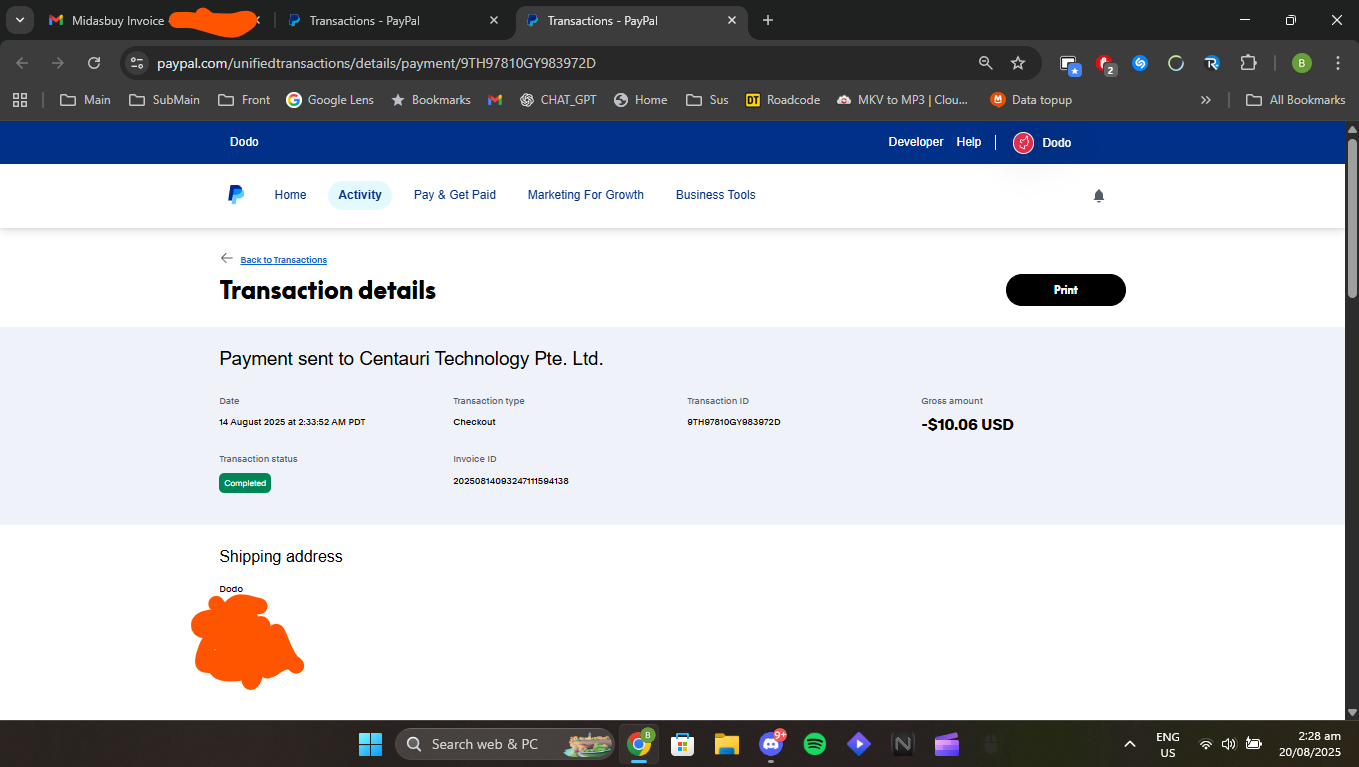 Midasbuy Invoice
Transactions - PayPal
Transactions - PayPal
paypal.com/unifiedtransactions/details/payment/9TH97810GY983972D
2
B
Main
SubMain
Front
Google Lens
Bookmarks
CHAT_GPT
Home
Sus
DT Roadcode
MKV to MP3 | Clou...
Data topup
All Bookmarks
Dodo
Developer
Help
Dodo
Home
Activity
Pay & Get Paid
Marketing For Growth
Business Tools
Back to Transactions
Transaction details
Print
Payment sent to Centauri Technology Pte. Ltd.
Date
Transaction type
Transaction ID
Gross amount
14 August 2025 at 2:33:52 AM PDT
Checkout
9TH97810GY983972D
-$10.06 USD
Transaction status
Invoice ID
Completed
20250814093247111594138
Shipping address
Dodo
Search web & PC
B
9+
N
ENG
US
2:28 am
20/08/2025